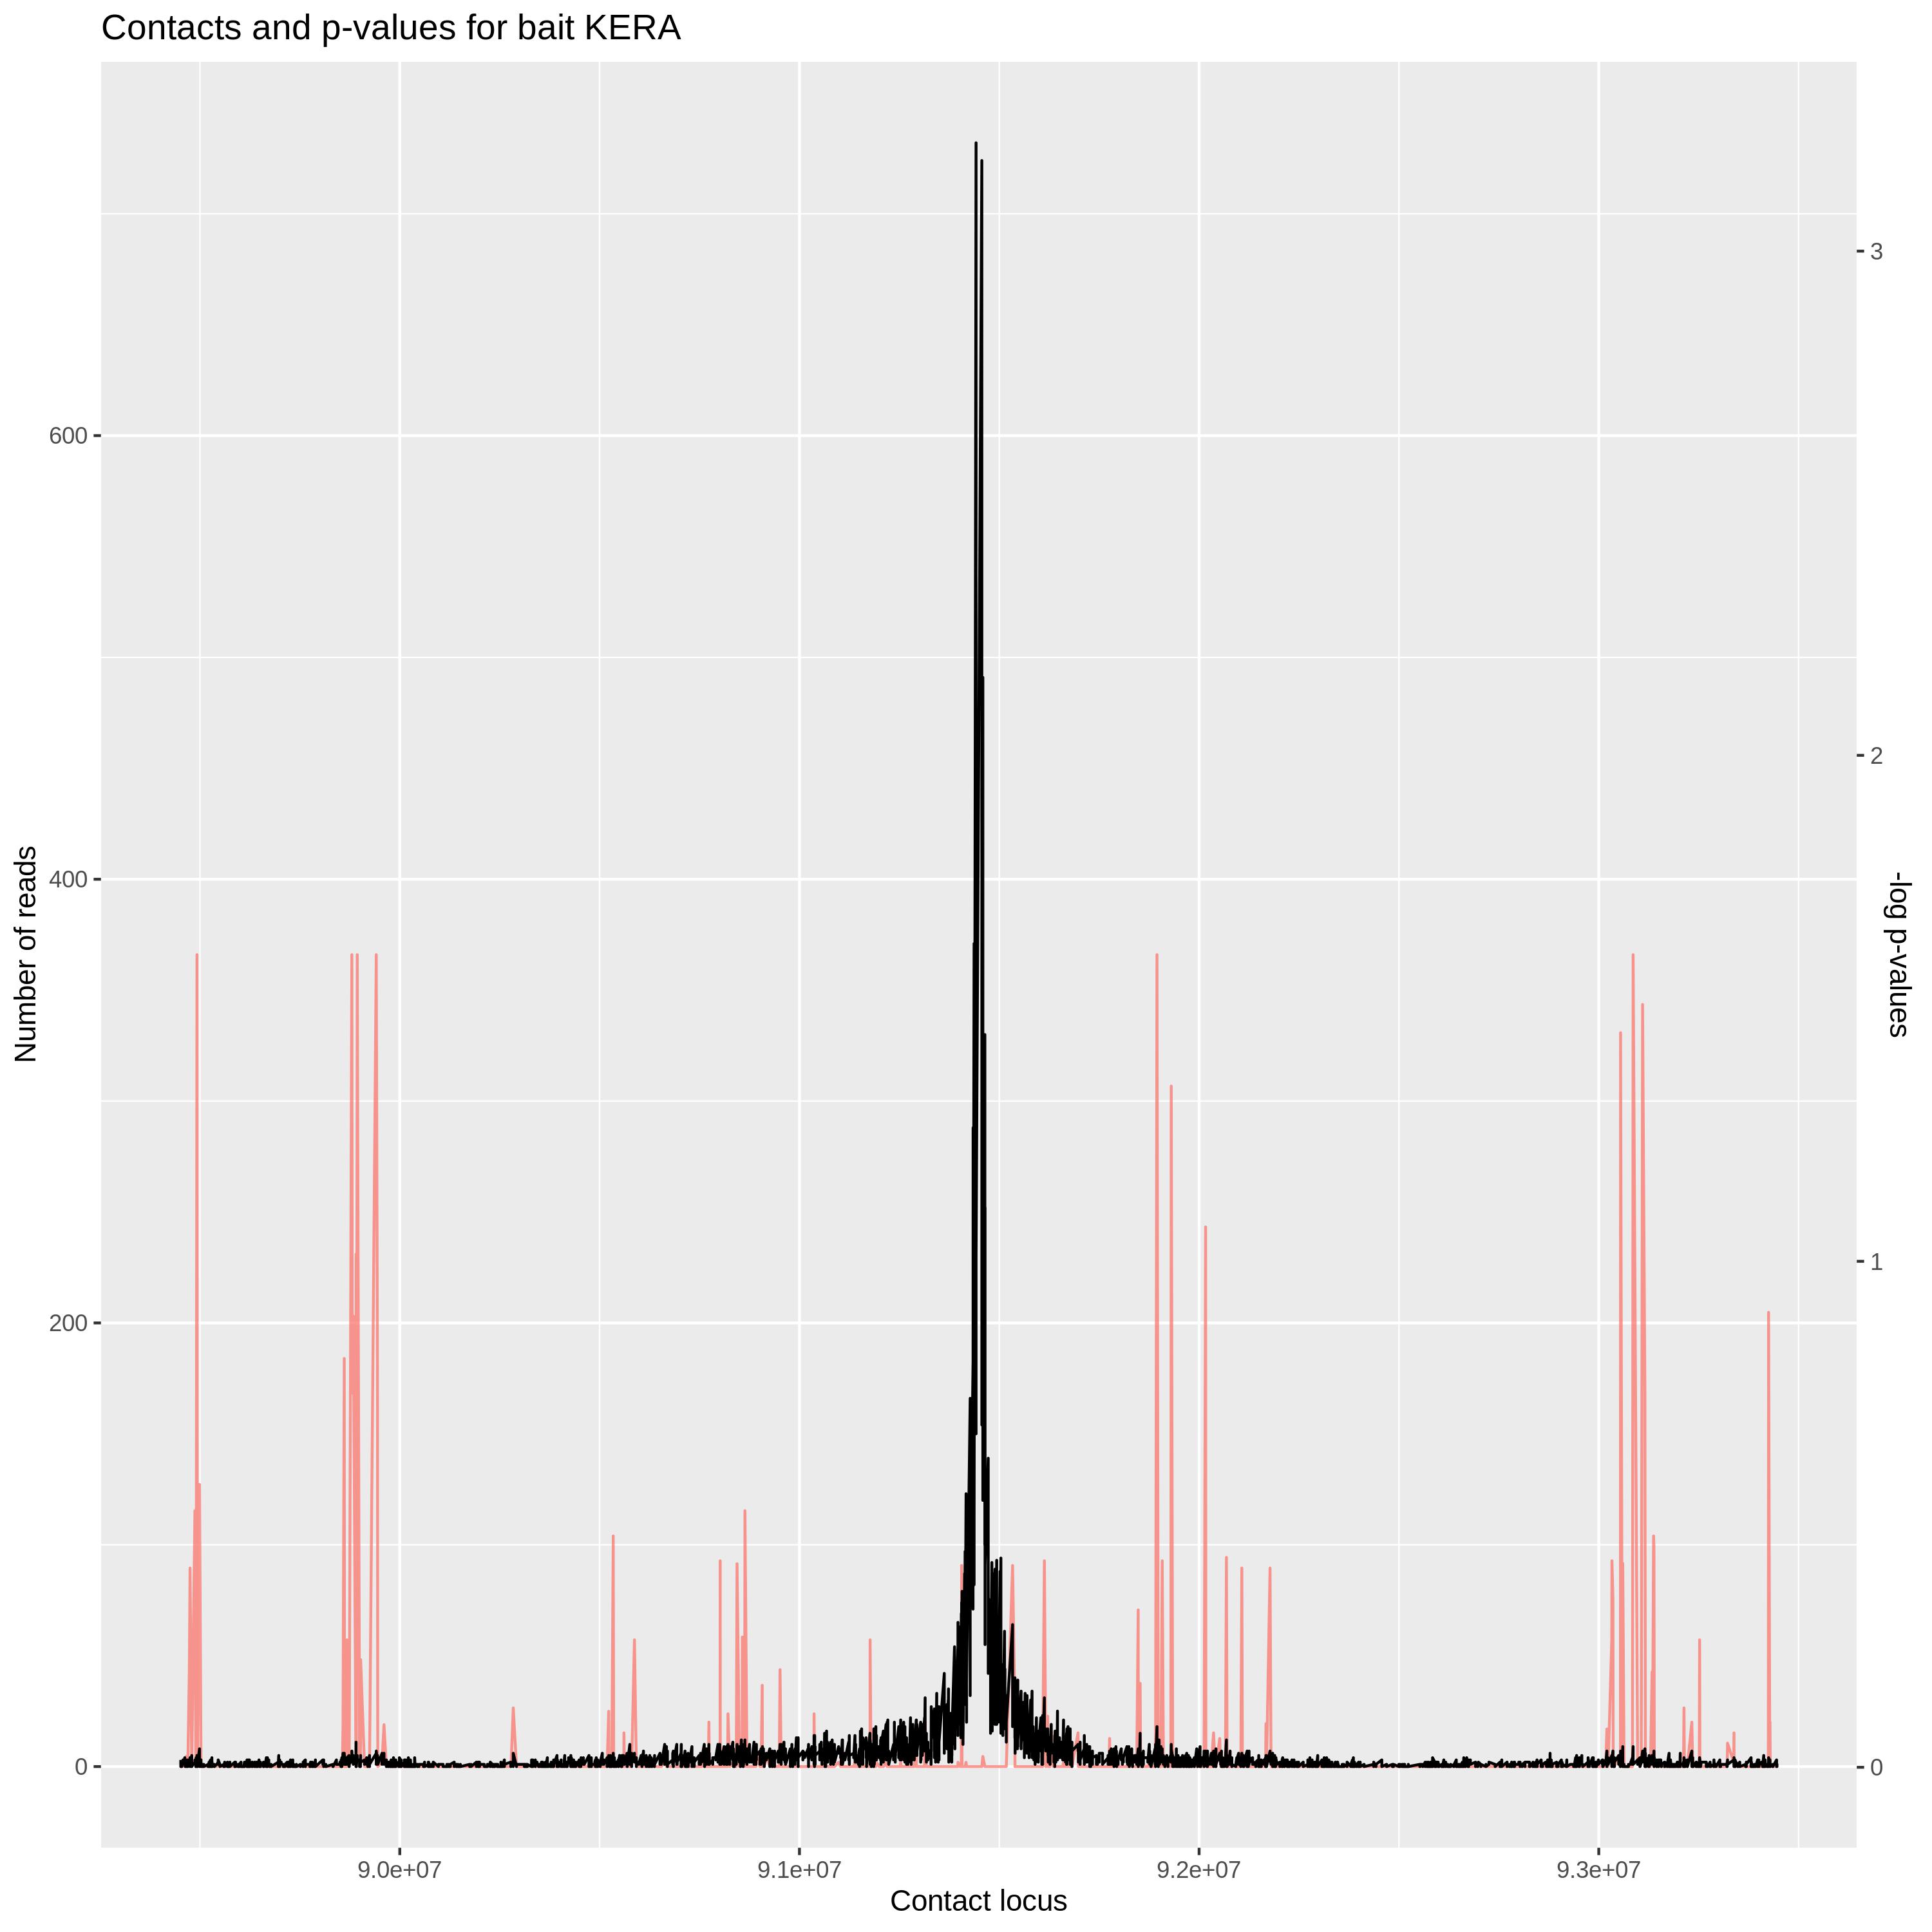 Contacts and p-values for bait KERA
Number of reads
600
400
200
0
3
2
1
0
-log p-values
9.0e+07
9.1e+07
9.2e+07
9.3e+07
Contact locus